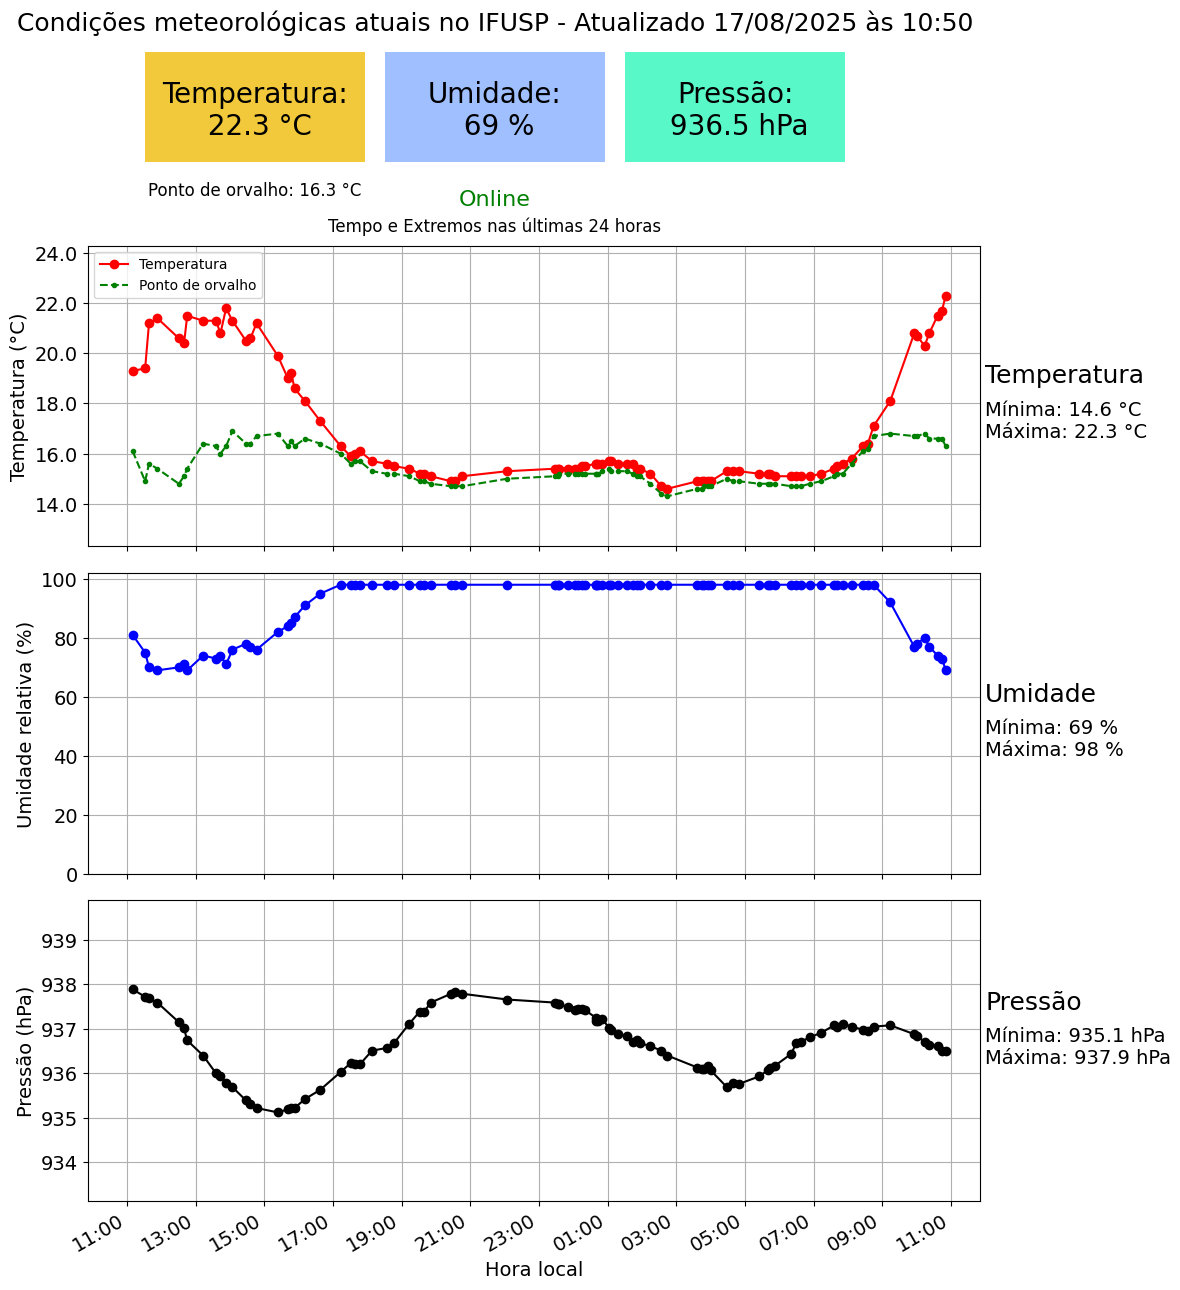 Condições meteorológicas atuais no IFUSP - Atualizado 17/08/2025 às 10:50
Temperatura:
22.3 °C
Umidade:
69 %
Pressão:
936.5 hPa
Ponto de orvalho: 16.3 °C
Online
Tempo e Extremos nas últimas 24 horas
Temperatura (°C)
24.0
22.0
20.0
18.0
16.0
14.0
Temperatura
Ponto de orvalho
Temperatura
Mínima: 14.6 °C
Máxima: 22.3 °C
Umidade relativa (%)
100
80
60
40
20
0
Umidade
Mínima: 69 %
Máxima: 98 %
Pressão (hPa)
939
938
937
936
935
934
Pressão
Mínima: 935.1 hPa
Máxima: 937.9 hPa
11:00
13:00
15:00
17:00
19:00
21:00
23:00
01:00
03:00
05:00
07:00
09:00
11:00
Hora local